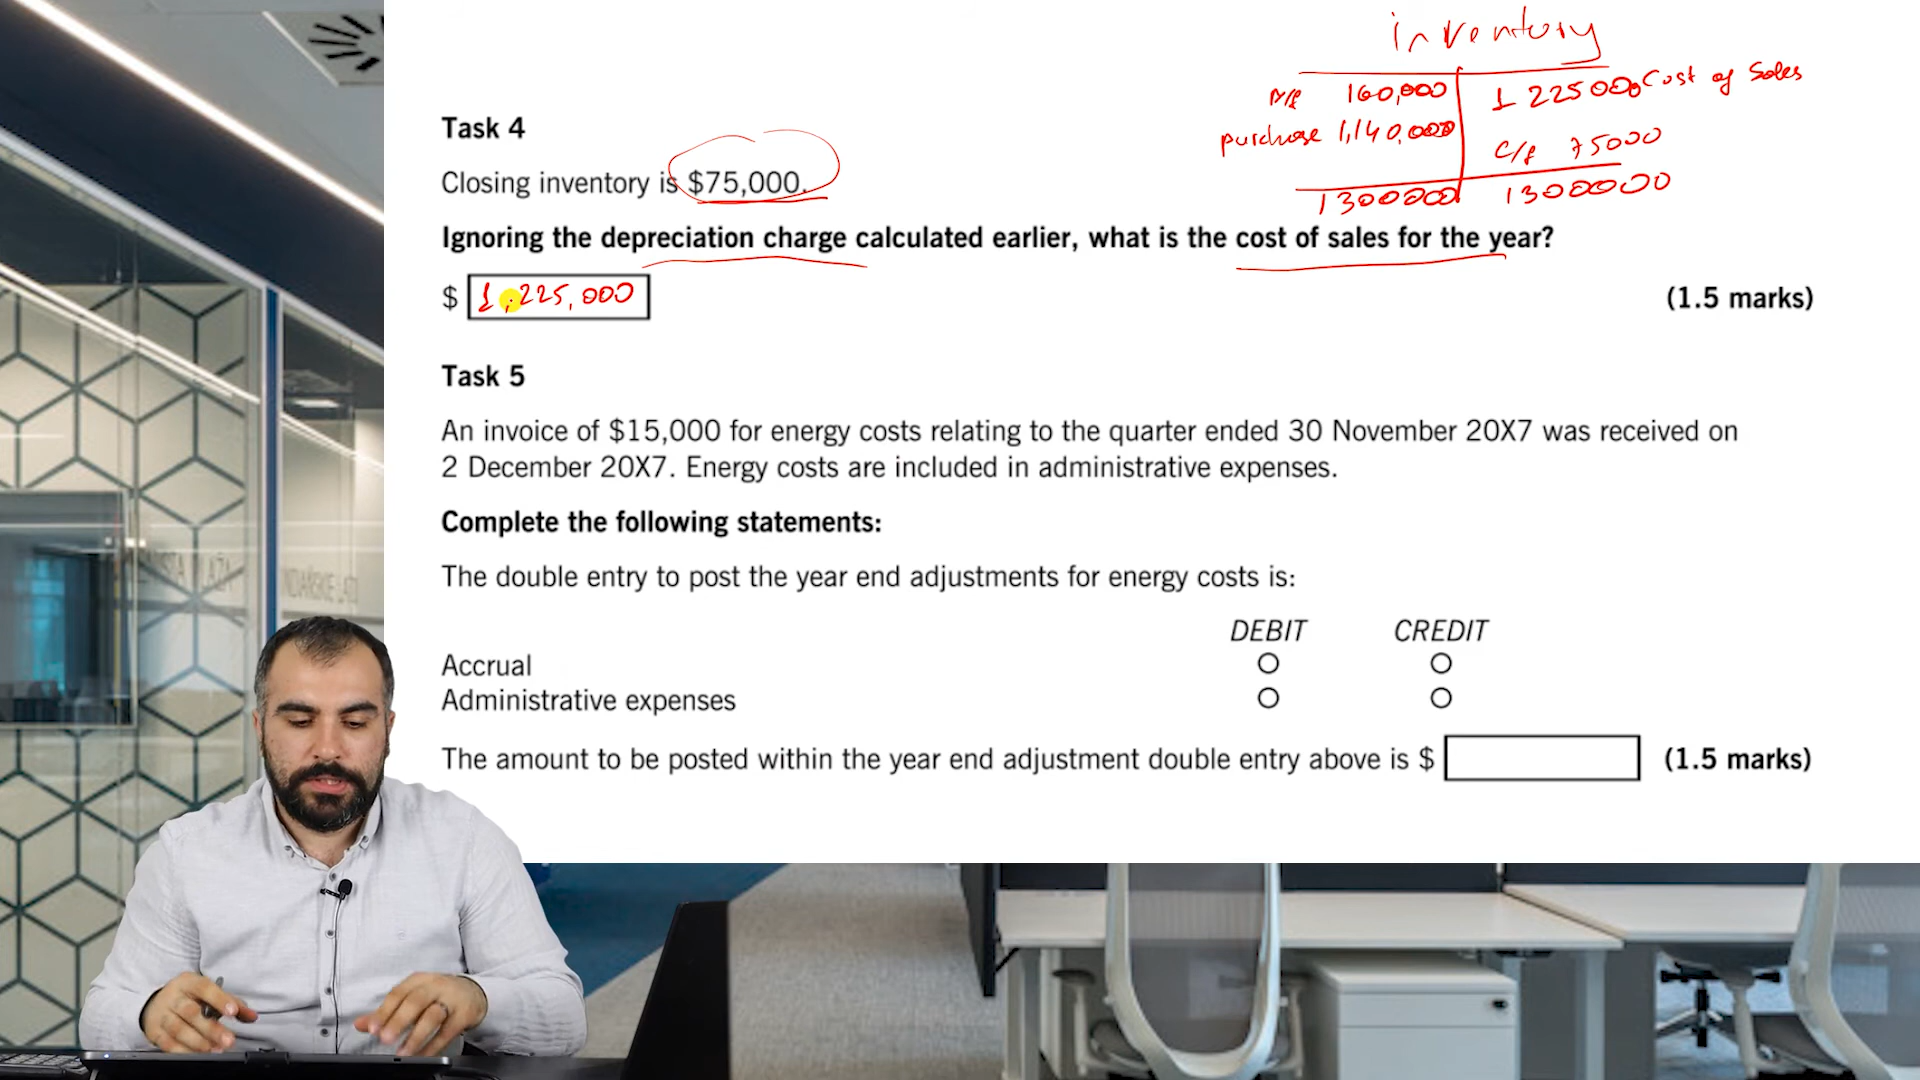 inventory
B/f 160,000 1 225000 Cost of Sales
purchase 1,140,000
c/f 75000
1300000 1300000
Task 4
Closing inventory is $75,000.
Ignoring the depreciation charge calculated earlier, what is the cost of sales for the year?
$ 1,225,000 (1.5 marks)
Task 5
An invoice of $15,000 for energy costs relating to the quarter ended 30 November 20X7 was received on
2 December 20X7. Energy costs are included in administrative expenses.
Complete the following statements:
The double entry to post the year end adjustments for energy costs is:
DEBIT CREDIT
Accrual
Administrative expenses
The amount to be posted within the year end adjustment double entry above is $ (1.5 marks)